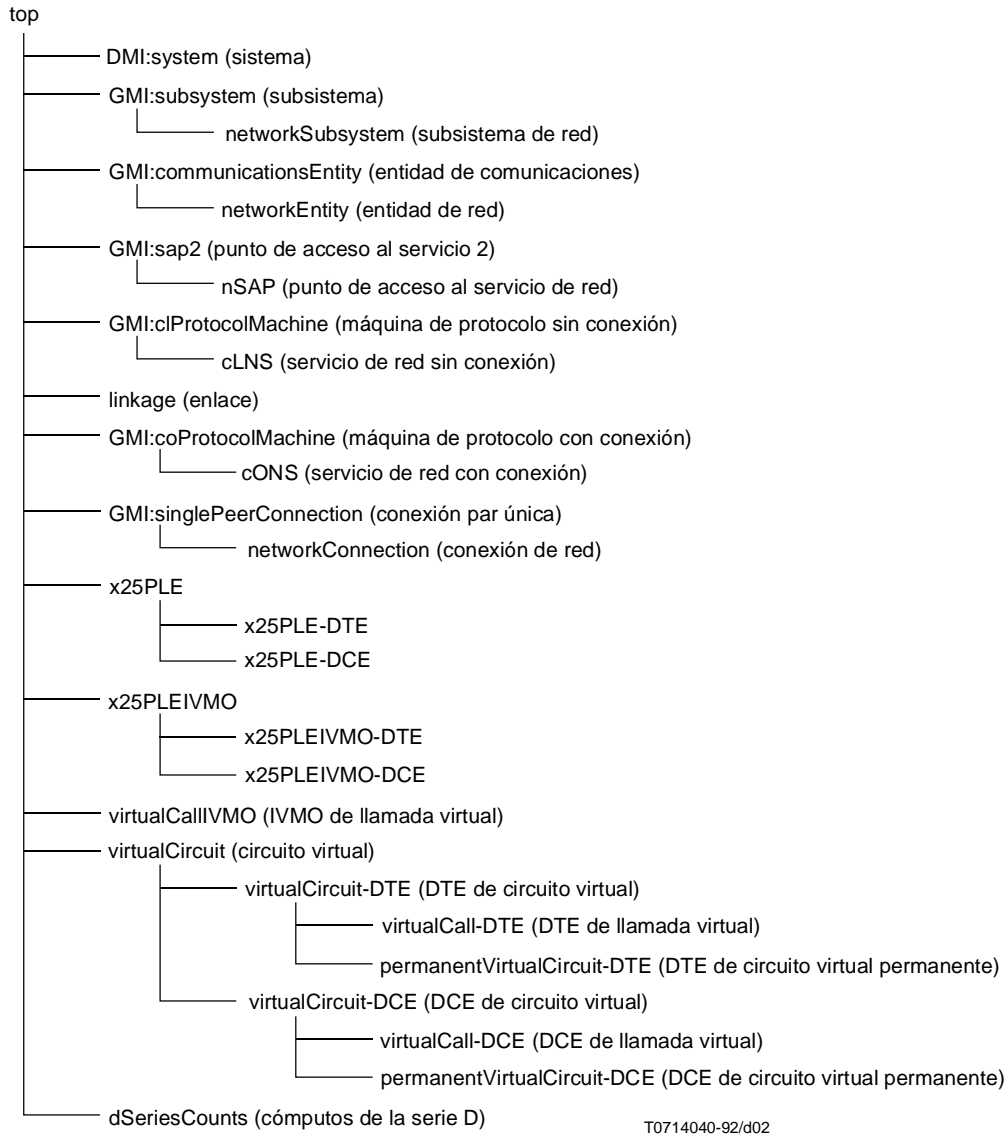 top
DMI:system (sistema)
GMI:subsystem (subsistema)
networkSubsystem (subsistema de red)
GMI:communicationsEntity (entidad de comunicaciones)
networkEntity (entidad de red)
GMI:sap2 (punto de acceso al servicio 2)
nSAP (punto de acceso al servicio de red)
GMI:clProtocolMachine (máquina de protocolo sin conexión)
cLNS (servicio de red sin conexión)
linkage (enlace)
GMI:coProtocolMachine (máquina de protocolo con conexión)
cONS (servicio de red con conexión)
GMI:singlePeerConnection (conexión par única)
networkConnection (conexión de red)
x25PLE
x25PLE-DTE
x25PLE-DCE
x25PLEIVMO
x25PLEIVMO-DTE
x25PLEIVMO-DCE
virtualCallIVMO (IVMO de llamada virtual)
virtualCircuit (circuito virtual)
virtualCircuit-DTE (DTE de circuito virtual)
virtualCall-DTE (DTE de llamada virtual)
permanentVirtualCircuit-DTE (DTE de circuito virtual permanente)
virtualCircuit-DCE (DCE de circuito virtual)
virtualCall-DCE (DCE de llamada virtual)
permanentVirtualCircuit-DCE (DCE de circuito virtual permanente)
dSeriesCounts (cómputos de la serie D)
T0714040-92/d02